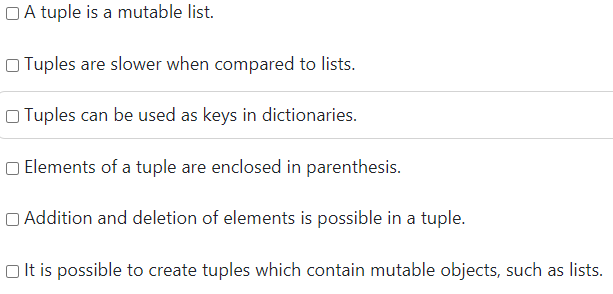 A tuple is a mutable list.
Tuples are slower when compared to lists.
Tuples can be used as keys in dictionaries.
Elements of a tuple are enclosed in parenthesis.
Addition and deletion of elements is possible in a tuple.
It is possible to create tuples which contain mutable objects, such as lists.